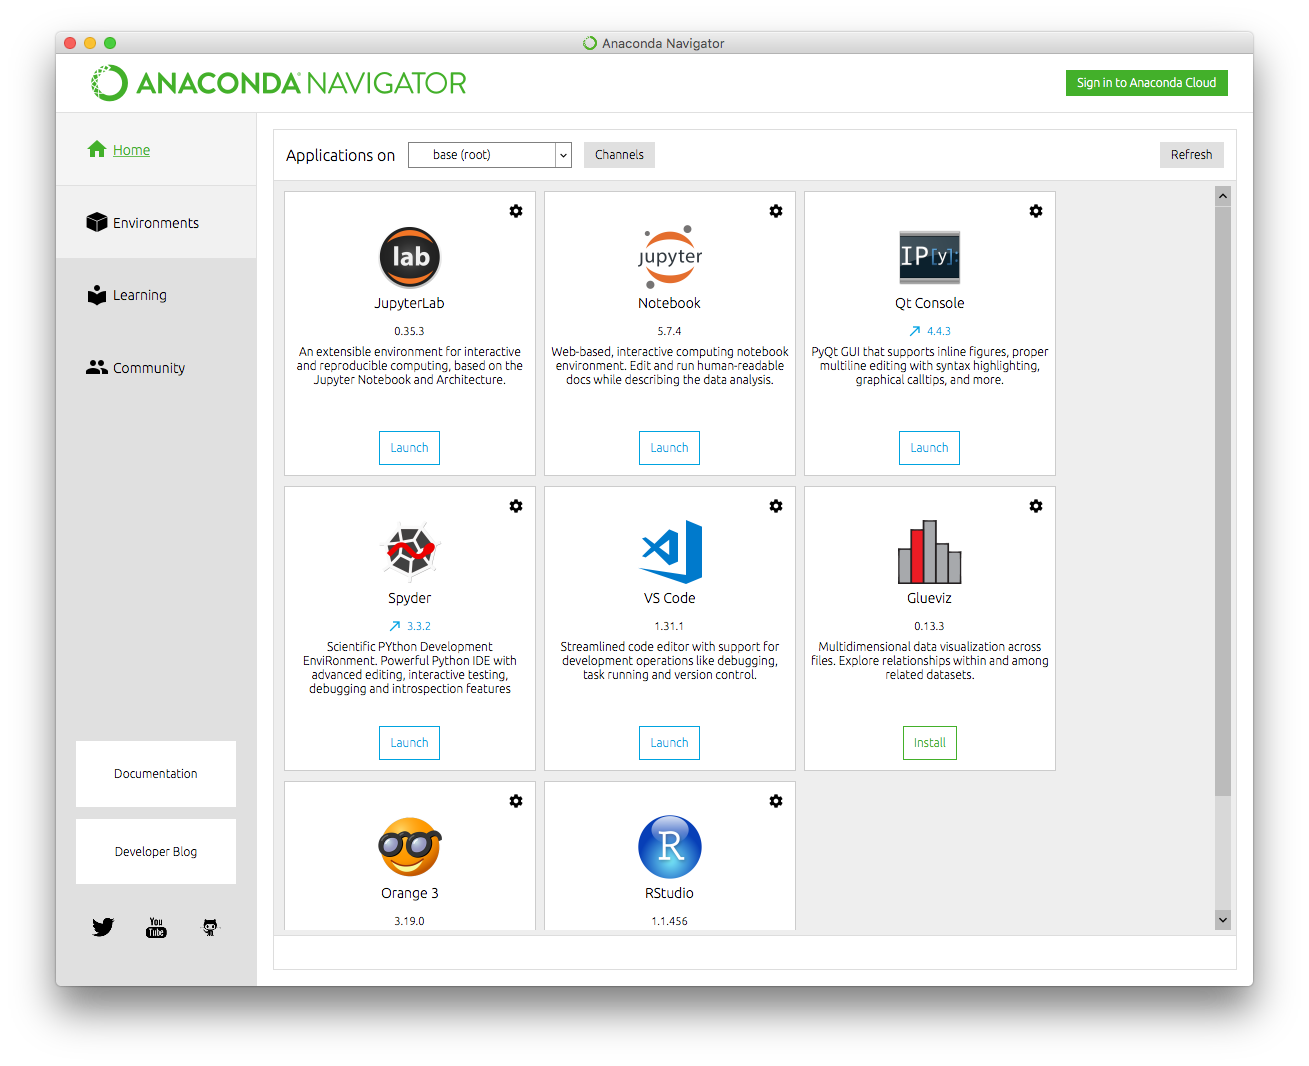 Anaconda Navigator
ANACONDA NAVIGATOR
Sign in to Anaconda Cloud
Home
Environments
Learning
Community
Documentation
Developer Blog
You
Tube
Applications on
base (root)
Channels
Refresh
lab
JupyterLab
0.35.3
An extensible environment for interactive
and reproducible computing, based on the
Jupyter Notebook and Architecture.
Launch
jupyter
Notebook
5.7.4
Web-based, interactive computing notebook
environment. Edit and run human-readable
docs while describing the data analysis.
Launch
IP[y]:
Qt Console
4.4.3
PyQt GUI that supports inline figures, proper
multiline editing with syntax highlighting,
graphical calltips, and more.
Launch
Spyder
3.3.2
Scientific PYthon Development
EnviRonment. Powerful Python IDE with
advanced editing, interactive testing,
debugging and introspection features
Launch
VS Code
1.31.1
Streamlined code editor with support for
development operations like debugging,
task running and version control.
Launch
Glueviz
0.13.3
Multidimensional data visualization across
files. Explore relationships within and among
related datasets.
Install
Orange 3
3.19.0
R
RStudio
1.1.456